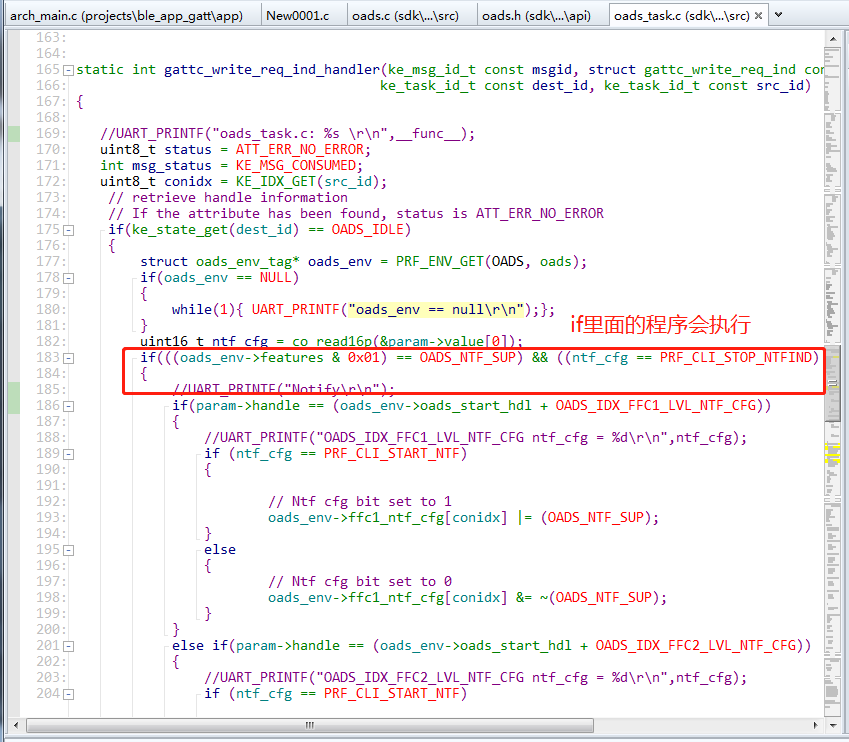 arch_main.c (projects\ble_app_gatt\app) New0001.c oads.c (sdk\...\src) oads.h (sdk\...\api) oads_task.c (sdk\...\src)
163:
164:
165: static int gattc_write_req_ind_handler(ke_msg_id_t const msgid, struct gattc_write_req_ind con
166: ke_task_id_t const dest_id, ke_task_id_t const src_id)
167: {
168:
169: //UART_PRINTF("oads_task.c: %s \r\n",__func__);
170: uint8_t status = ATT_ERR_NO_ERROR;
171: int msg_status = KE_MSG_CONSUMED;
172: uint8_t conidx = KE_IDX_GET(src_id);
173: // retrieve handle information
174: // If the attribute has been found, status is ATT_ERR_NO_ERROR
175: if(ke_state_get(dest_id) == OADS_IDLE)
176: {
177: struct oads_env_tag* oads_env = PRF_ENV_GET(OADS, oads);
178: if(oads_env == NULL)
179: {
180: while(1){ UART_PRINTF("oads_env == null\r\n");};
181: }
if里面的程序会执行
182: uint16_t ntf_cfg = co_read16p(&param->value[0]);
183: if(((oads_env->features & 0x01) == OADS_NTF_SUP) && ((ntf_cfg == PRF_CLI_STOP_NTFIND)
184: {
185: //UART_PRINTF("Notify\r\n");
186: if(param->handle == (oads_env->oads_start_hdl + OADS_IDX_FFC1_LVL_NTF_CFG))
187: {
188: //UART_PRINTF("OADS_IDX_FFC1_LVL_NTF_CFG ntf_cfg = %d\r\n",ntf_cfg);
189: if (ntf_cfg == PRF_CLI_START_NTF)
190: {
191:
192: // Ntf cfg bit set to 1
193: oads_env->ffc1_ntf_cfg[conidx] |= (OADS_NTF_SUP);
194: }
195: else
196: {
197: // Ntf cfg bit set to 0
198: oads_env->ffc1_ntf_cfg[conidx] &= ~(OADS_NTF_SUP);
199: }
200: }
201: else if(param->handle == (oads_env->oads_start_hdl + OADS_IDX_FFC2_LVL_NTF_CFG))
202: {
203: //UART_PRINTF("OADS_IDX_FFC2_LVL_NTF_CFG ntf_cfg = %d\r\n",ntf_cfg);
204: if (ntf_cfg == PRF_CLI_START_NTF)